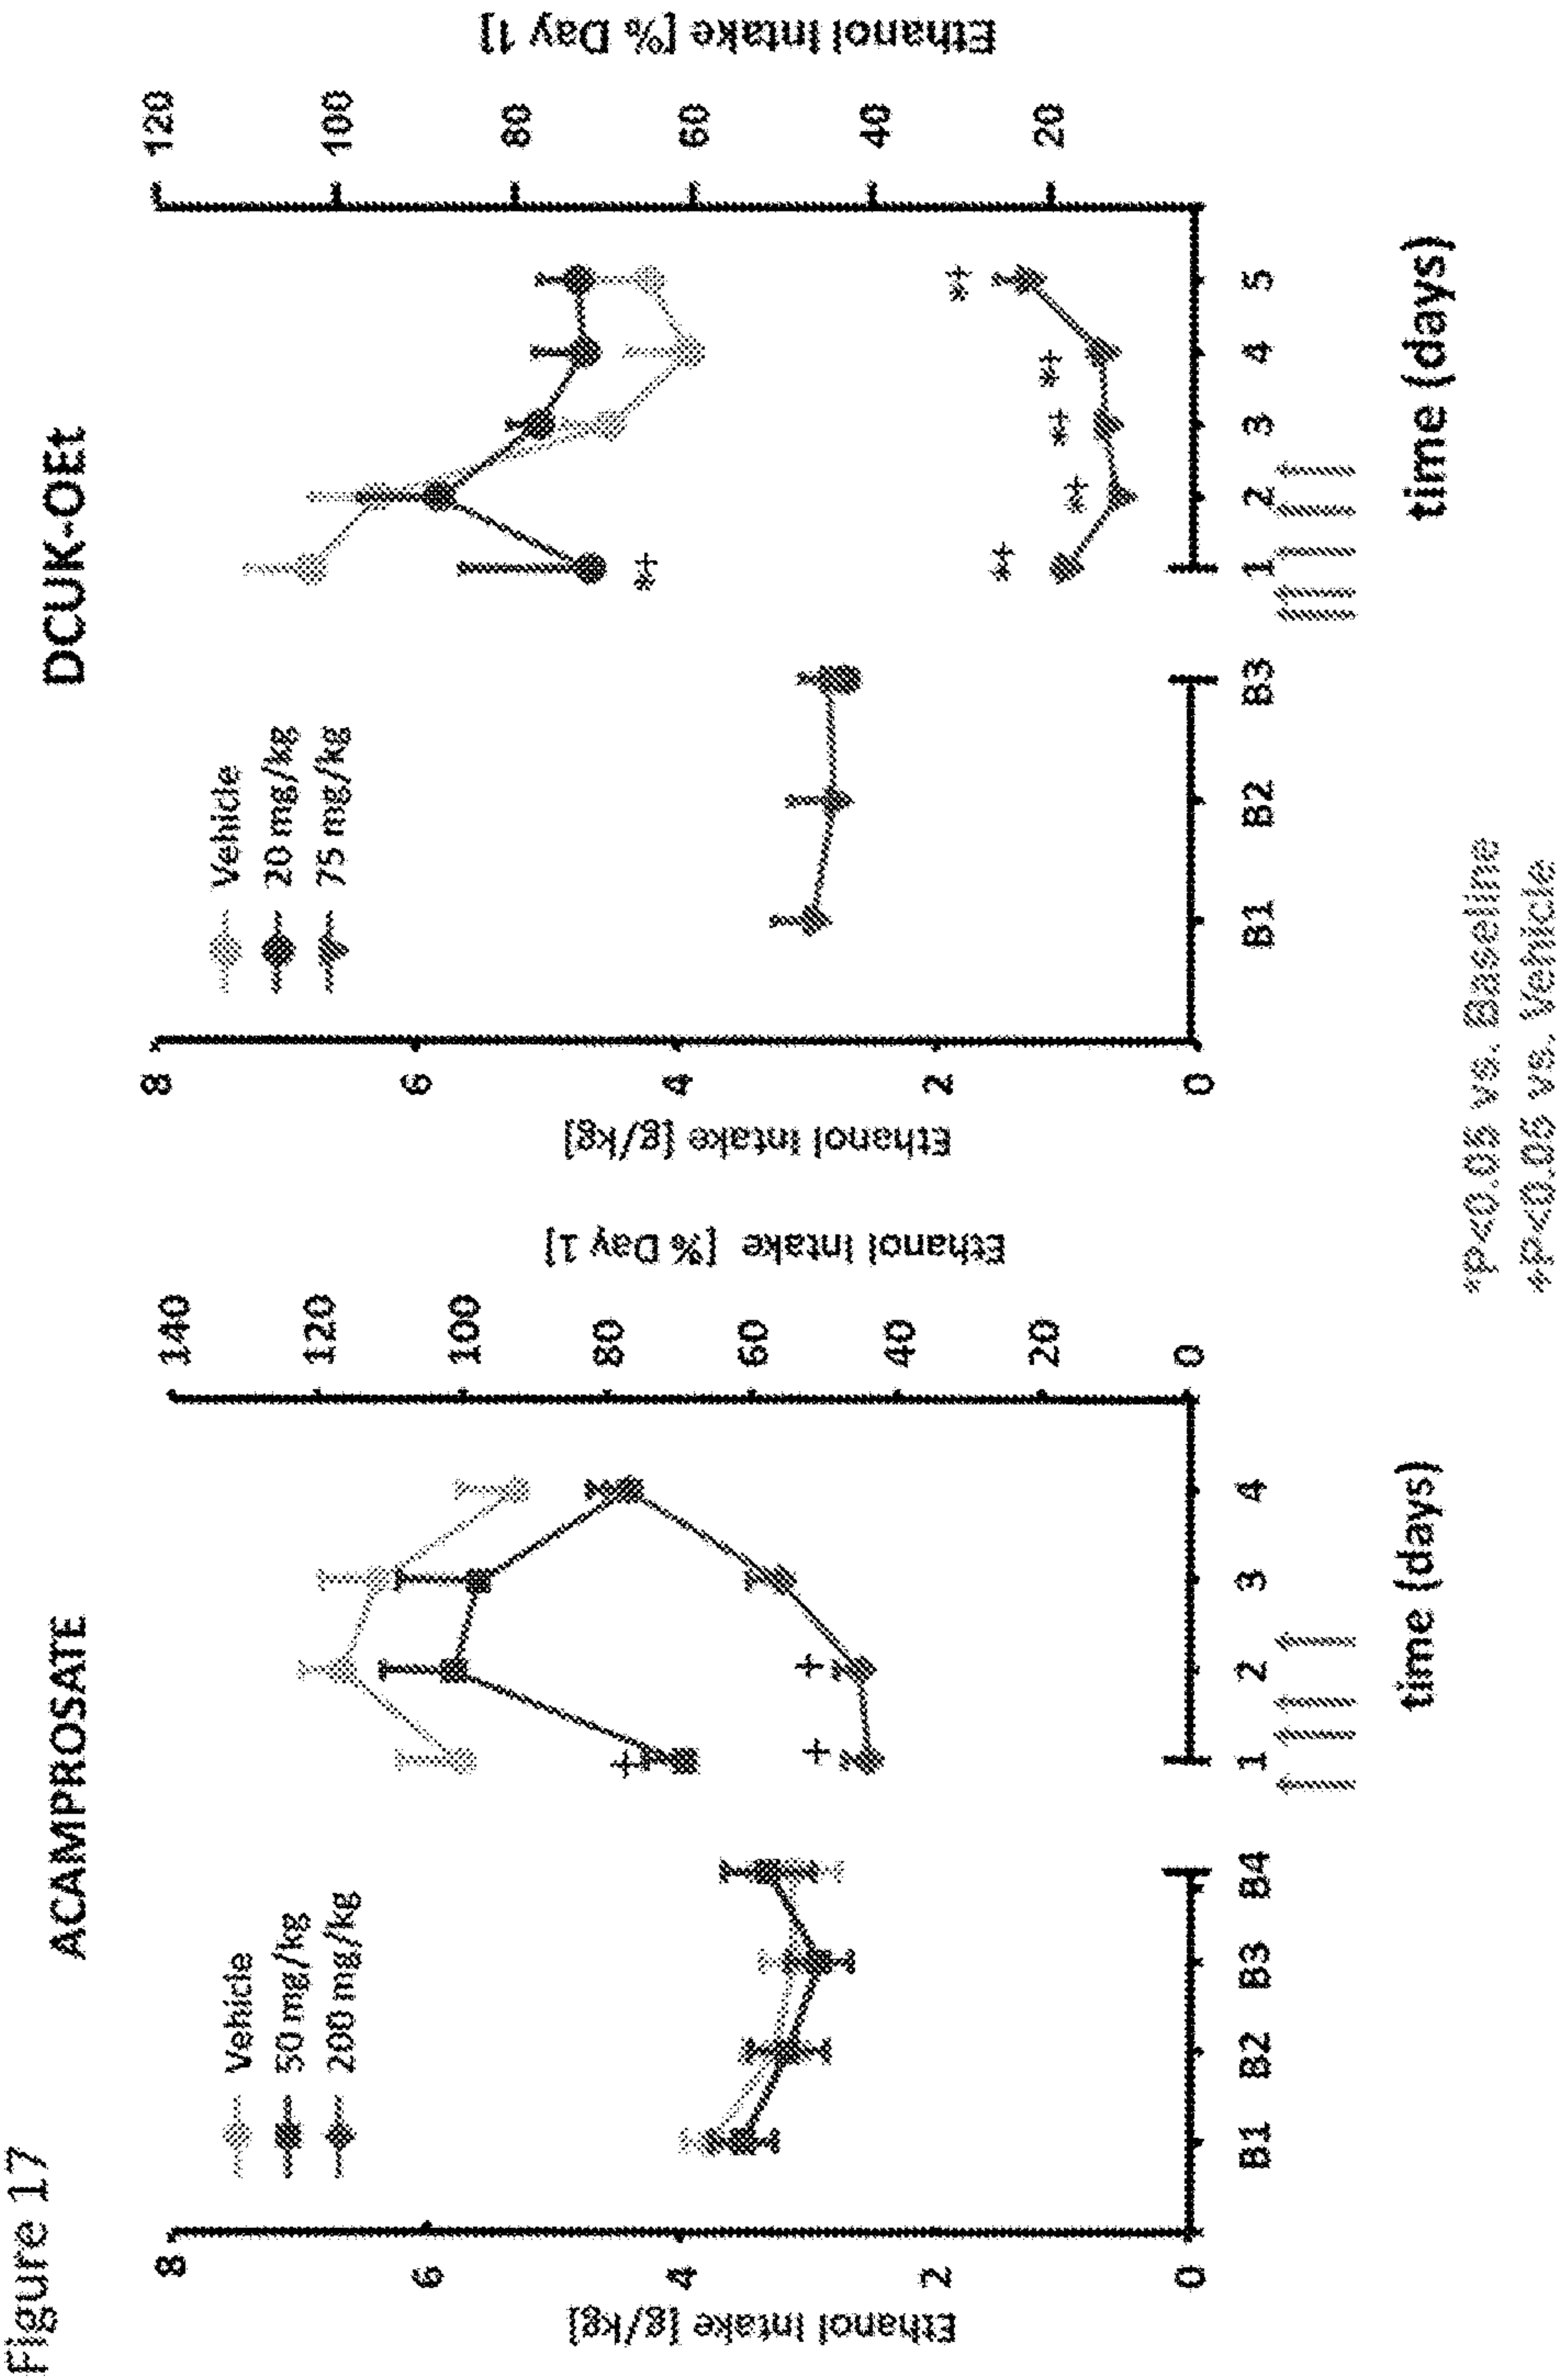 Figure 17
ACAMPROSATE
Vehicle
50 mg/kg
200 mg/kg
Ethanol Intake [g/kg]
8
6
4
2
0
B1 B2 B3 B4 1 2 3 4
time (days)
140
120
100
80
60
40
20
0
Ethanol Intake [% Day 1]
+
+
+
DCUK-OEt
Vehicle
20 mg/kg
75 mg/kg
Ethanol Intake [g/kg]
8
6
4
2
0
B1 B2 B3 1 2 3 4 5
time (days)
120
100
80
60
40
20
Ethanol Intake [% Day 1]
*+
*+
*+
*+
*+
*+
*P<0.05 vs. Baseline
+P<0.05 vs. Vehicle